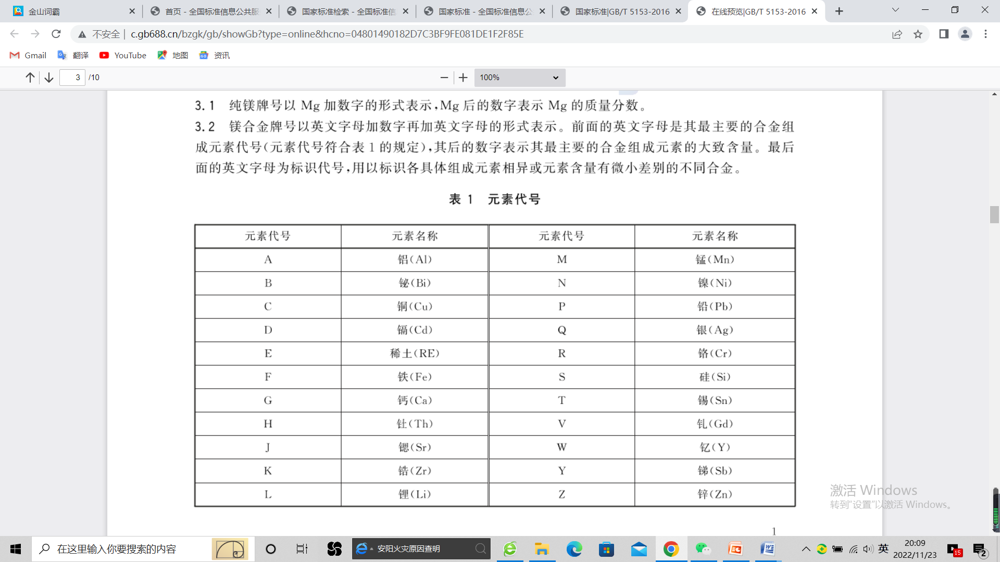 金山词霸
首页 - 全国标准信息公共服
国家标准检索 - 全国标准信
国家标准 - 全国标准信息公
国家标准|GB/T 5153-2016
在线预览|GB/T 5153-2016
不安全 | c.gb688.cn/bzgk/gb/showGb?type=online&hcno=04801490182D7C3BF9FE081DE1F2F85E
Gmail 翻译 YouTube 地图 资讯
3 /10 100%
3.1 纯镁牌号以 Mg 加数字的形式表示,Mg 后的数字表示 Mg 的质量分数。
3.2 镁合金牌号以英文字母加数字再加英文字母的形式表示。前面的英文字母是其最主要的合金组
成元素代号(元素代号符合表 1 的规定),其后的数字表示其最主要的合金组成元素的大致含量。最后
面的英文字母为标识代号,用以标识各具体组成元素相异或元素含量有微小差别的不同合金。
表 1 元素代号
元素代号 元素名称 元素代号 元素名称
A 铝(Al) M 锰(Mn)
B 铋(Bi) N 镍(Ni)
C 铜(Cu) P 铅(Pb)
D 镉(Cd) Q 银(Ag)
E 稀土(RE) R 铬(Cr)
F 铁(Fe) S 硅(Si)
G 钙(Ca) T 锡(Sn)
H 钍(Th) V 钆(Gd)
J 锶(Sr) W 钇(Y)
K 锆(Zr) Y 锑(Sb)
L 锂(Li) Z 锌(Zn)
激活 Windows
转到“设置”以激活 Windows。
1
在这里输入你要搜索的内容
安阳火灾原因查明
英
20:09
2022/11/23
15
2